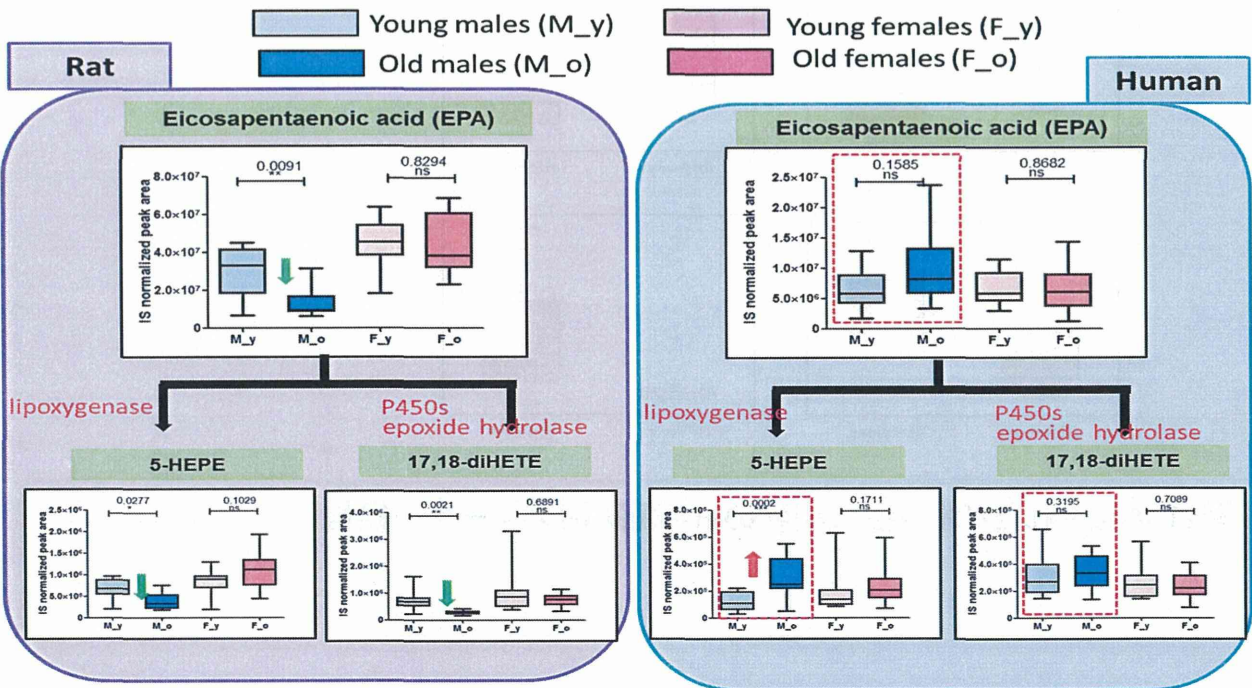 Young males (M_y)
Old males (M_o)
Young females (F_y)
Old females (F_o)
Rat
Eicosapentaenoic acid (EPA)
IS normalized peak area
8.0×10⁷
6.0×10⁷
4.0×10⁷
2.0×10⁷
0
0.0091
**
0.8294
ns
M_y M_o F_y F_o
lipoxygenase
P450s
epoxide hydrolase
5-HEPE
IS normalized peak area
0.0277
*
0.1029
ns
M_y M_o F_y F_o
17,18-diHETE
IS normalized peak area
0.0021
**
0.6891
ns
M_y M_o F_y F_o
Human
Eicosapentaenoic acid (EPA)
IS normalized peak area
2.5×10⁷
2.0×10⁷
1.5×10⁷
1.0×10⁷
5.0×10⁶
0
0.1585
ns
0.8682
ns
M_y M_o F_y F_o
lipoxygenase
P450s
epoxide hydrolase
5-HEPE
IS normalized peak area
0.0002
***
0.1711
ns
M_y M_o F_y F_o
17,18-diHETE
IS normalized peak area
0.3195
ns
0.7089
ns
M_y M_o F_y F_o